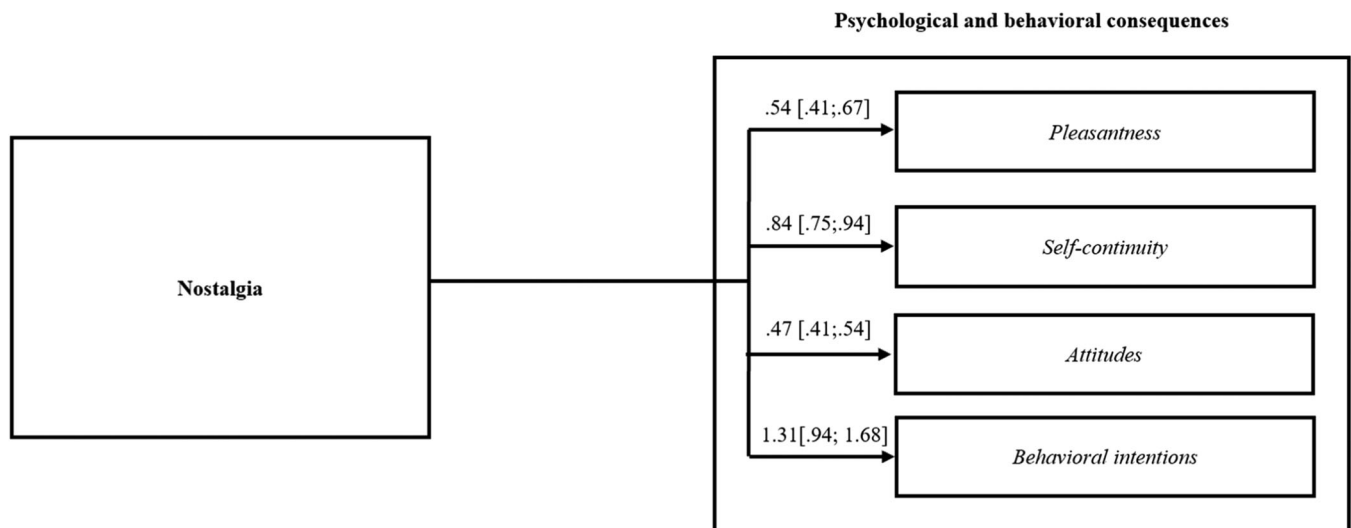 Psychological and behavioral consequences
.54 [.41;.67]
Pleasantness
.84 [.75;.94]
Self-continuity
Nostalgia
.47 [.41;.54]
Attitudes
1.31[.94; 1.68]
Behavioral intentions